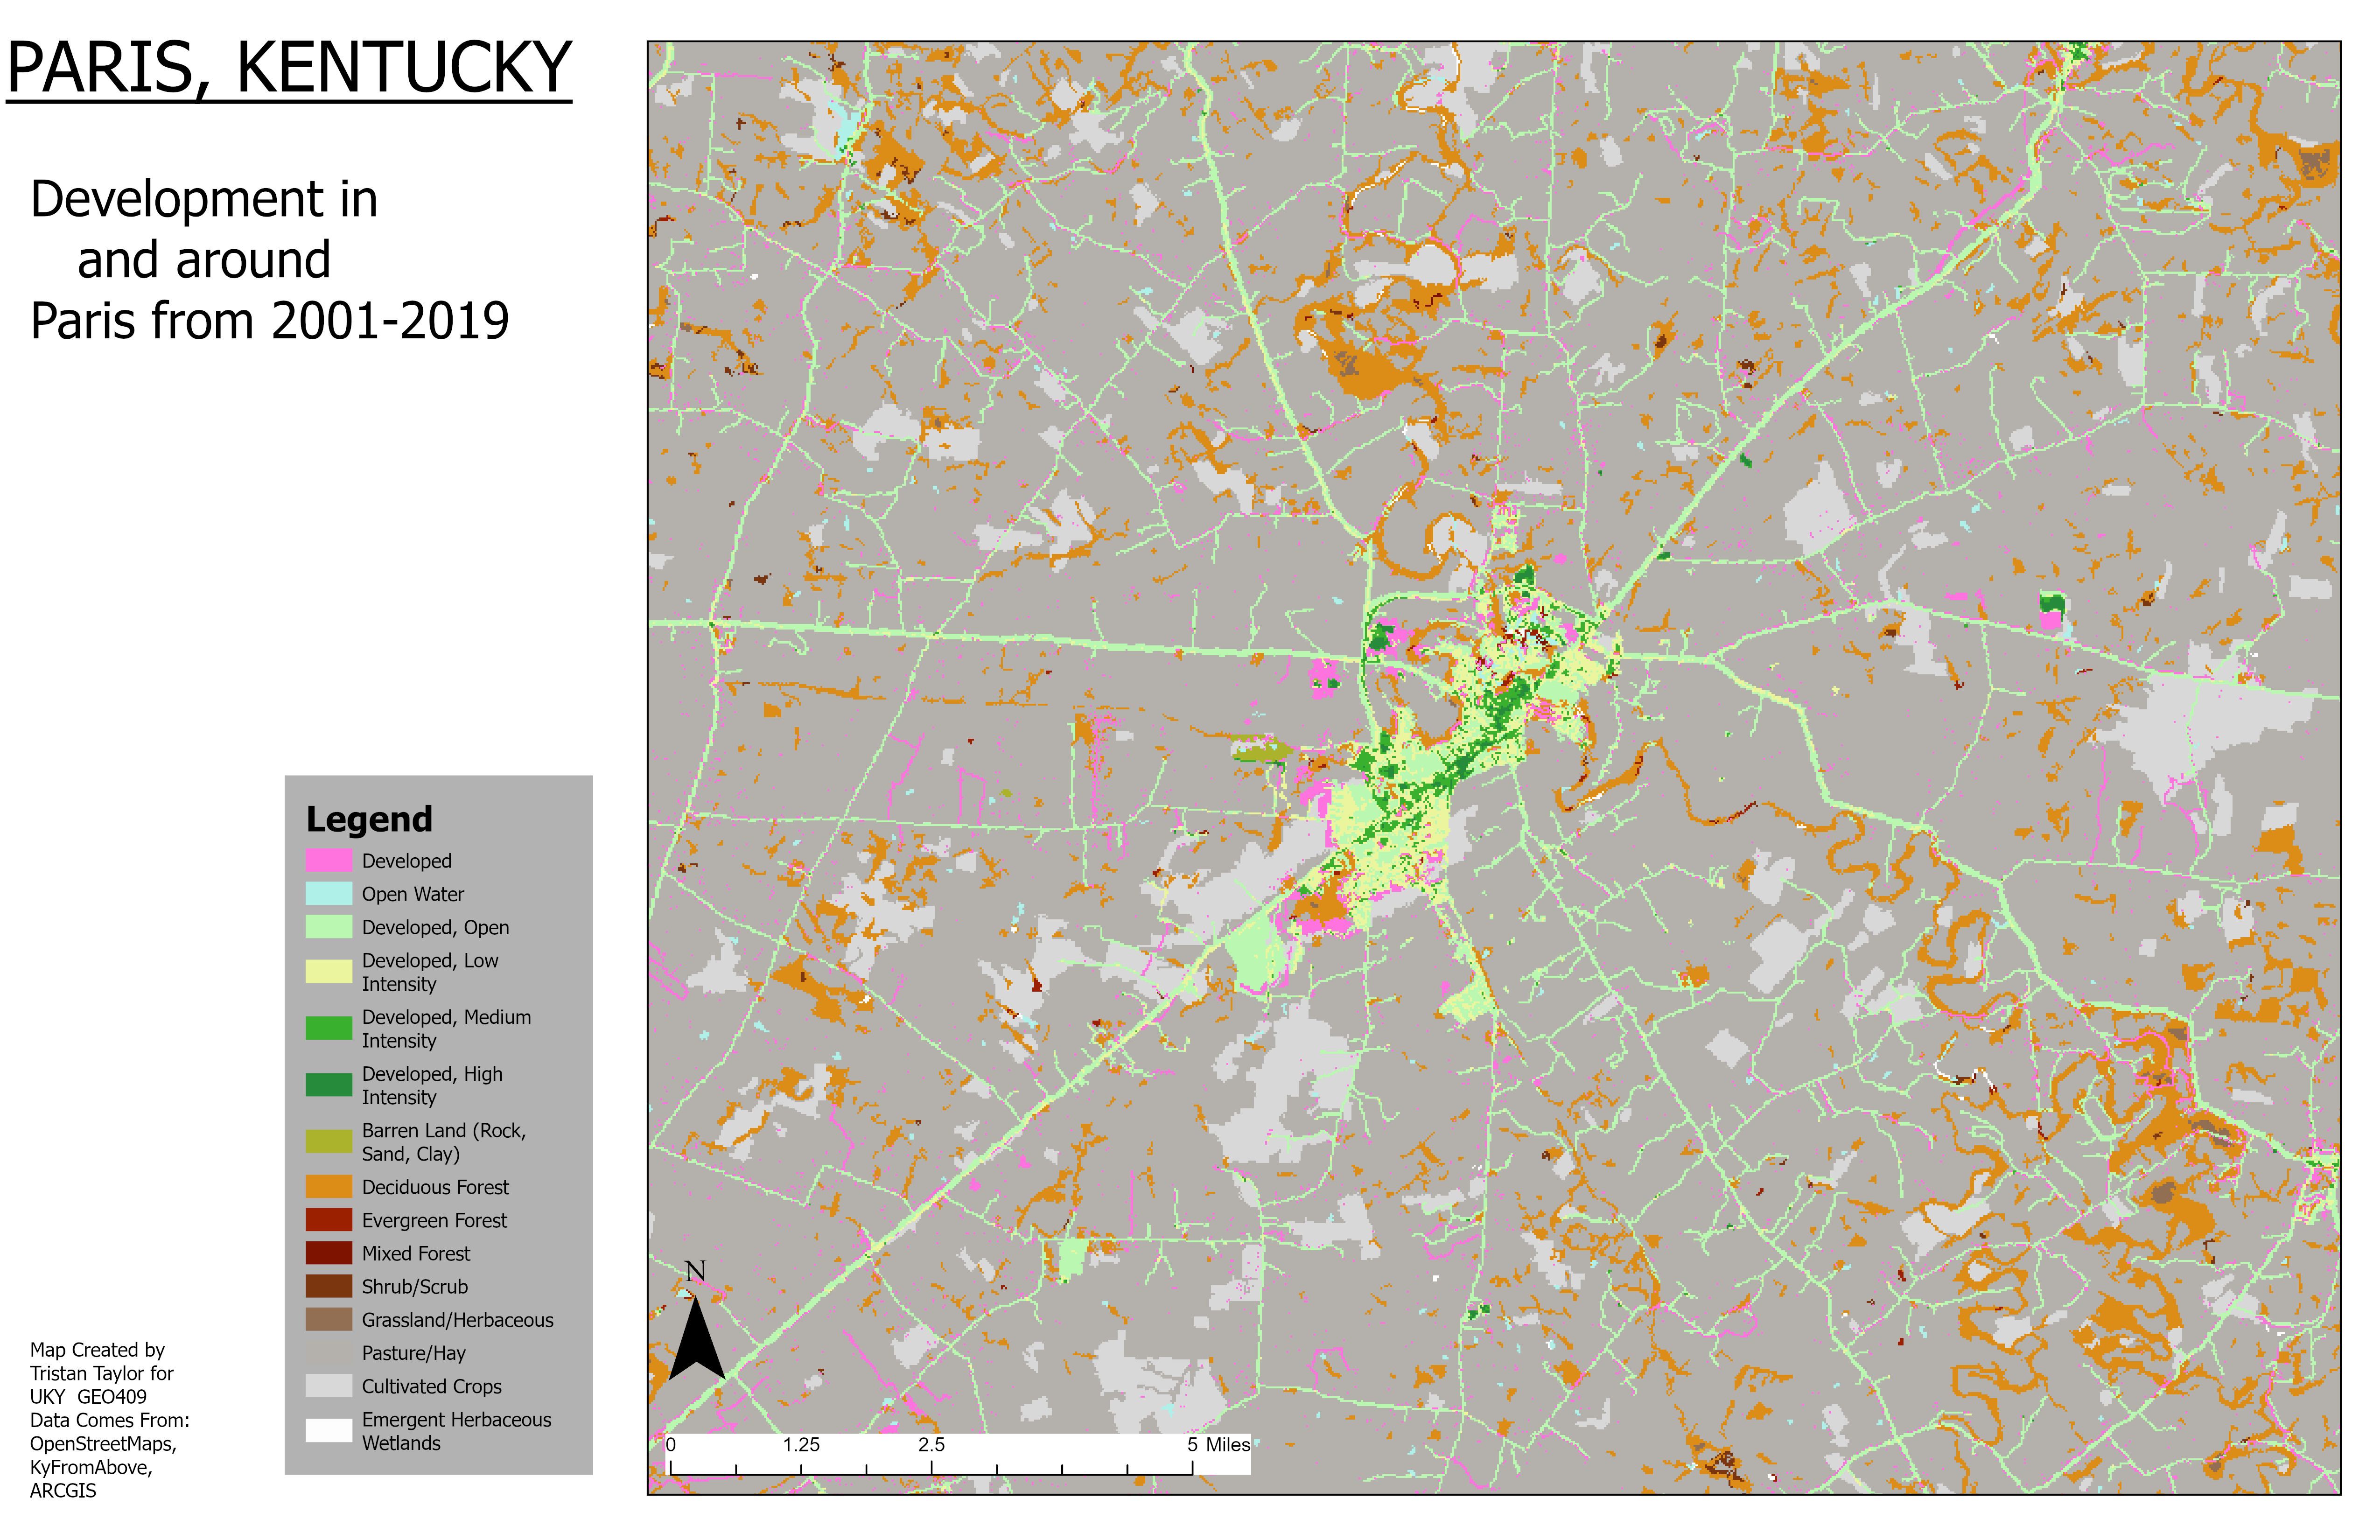 PARIS, KENTUCKY
Development in
and around
Paris from 2001-2019
Legend
Developed
Open Water
Developed, Open
Developed, Low
Intensity
Developed, Medium
Intensity
Developed, High
Intensity
Barren Land (Rock,
Sand, Clay)
Deciduous Forest
Evergreen Forest
Mixed Forest
Shrub/Scrub
Grassland/Herbaceous
Pasture/Hay
Cultivated Crops
Emergent Herbaceous
Wetlands
Map Created by
Tristan Taylor for
UKY GEO409
Data Comes From:
OpenStreetMaps,
KyFromAbove,
ARCGIS
N
0 1.25 2.5 5 Miles